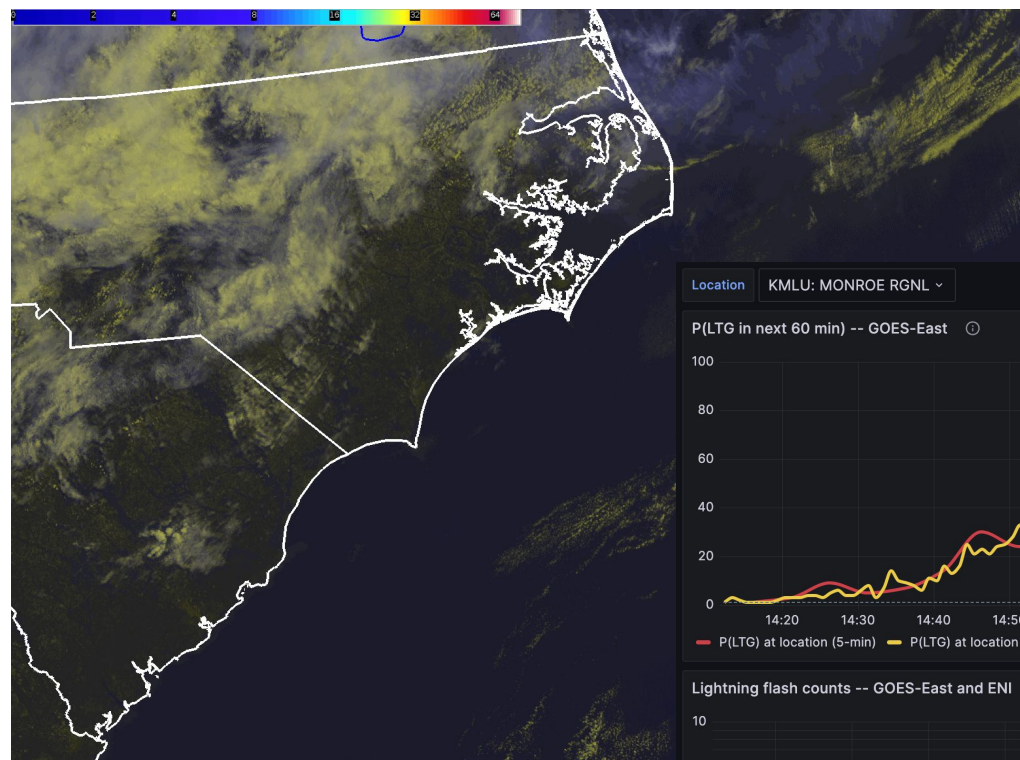 0 2 4 8 16 32 64
Location KMLU: MONROE RGNL
P(LTG in next 60 min) -- GOES-East
100
80
60
40
20
0
14:20 14:30 14:40 14:50
P(LTG) at location (5-min) P(LTG) at location
Lightning flash counts -- GOES-East and ENI
10